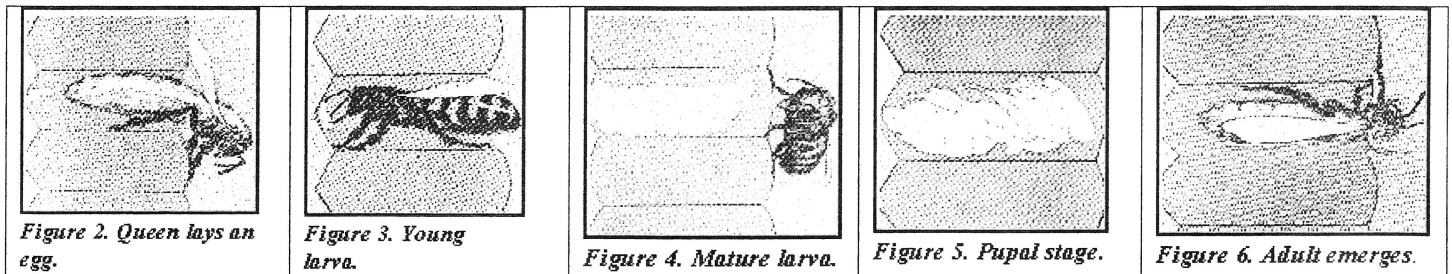 Figure 2. Queen lays an
egg.
Figure 3. Young
larva.
Figure 4. Mature larva.
Figure 5. Pupal stage.
Figure 6. Adult emerges.